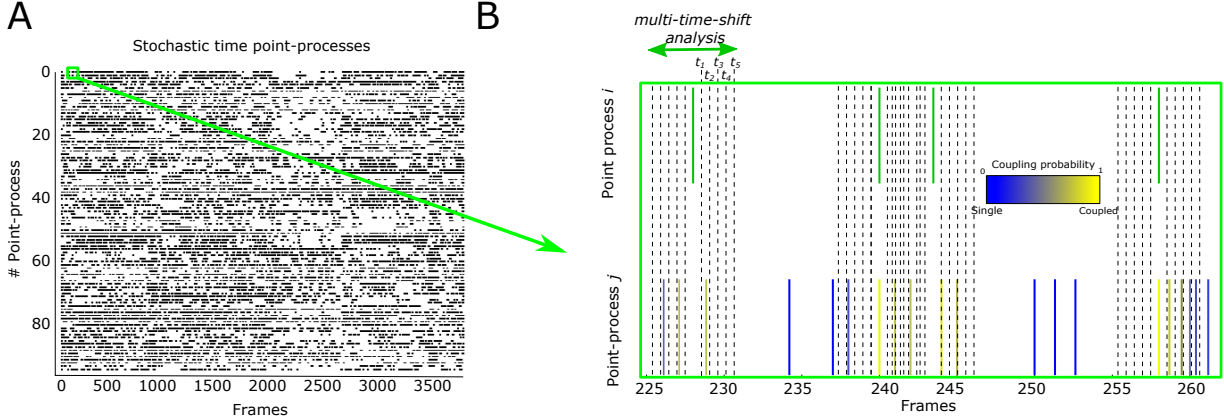 A
Stochastic time point-processes
# Point-process
0
20
40
60
80
0 500 1000 1500 2000 2500 3000 3500
Frames
B
multi-time-shift
analysis
t1 t3 t5
t2 t4
Point process i
Point-process j
Coupling probability
0 1
Single Coupled
225 230 235 240 245 250 255 260
Frames